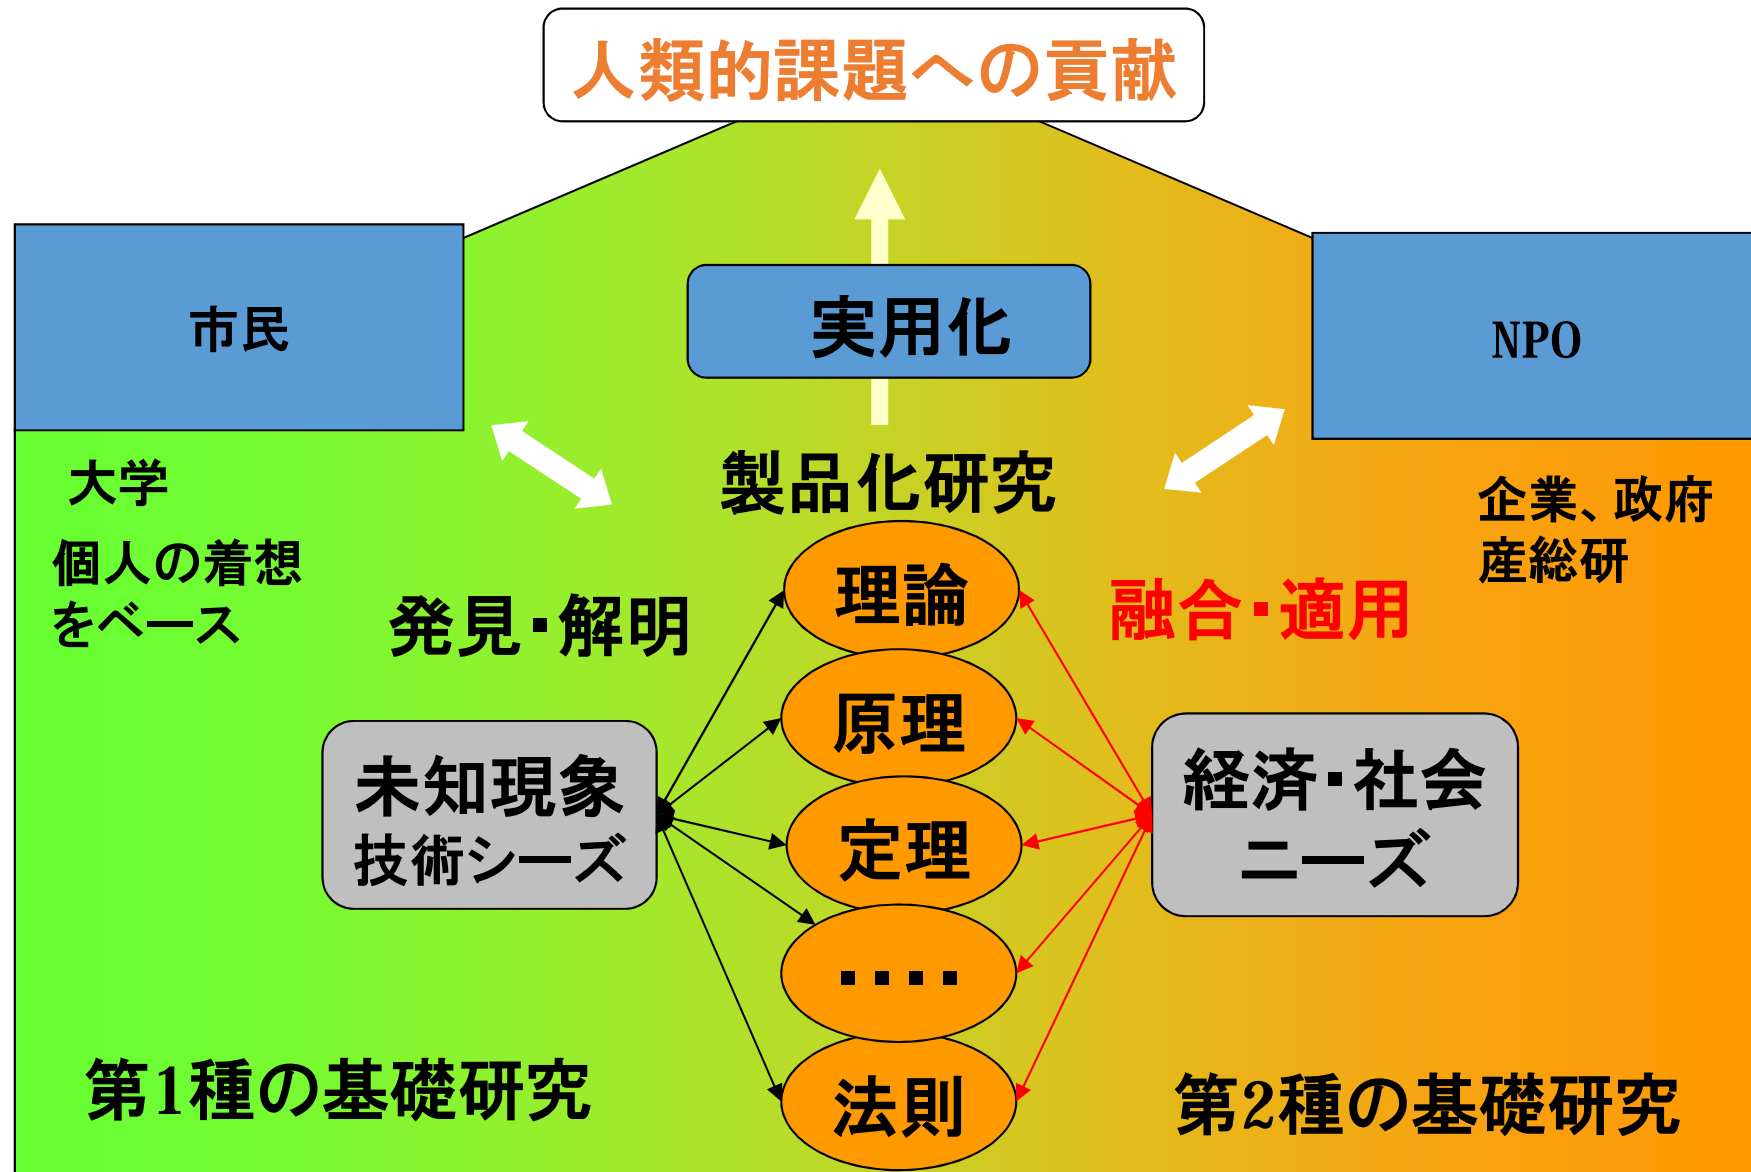 人類的課題への貢献
市民
実用化
NPO
大学
個人の着想
をベース
製品化研究
企業、政府
産総研
発見・解明
理論
融合・適用
原理
未知現象
技術シーズ
経済・社会
ニーズ
定理
・・・・
法則
第1種の基礎研究
第2種の基礎研究